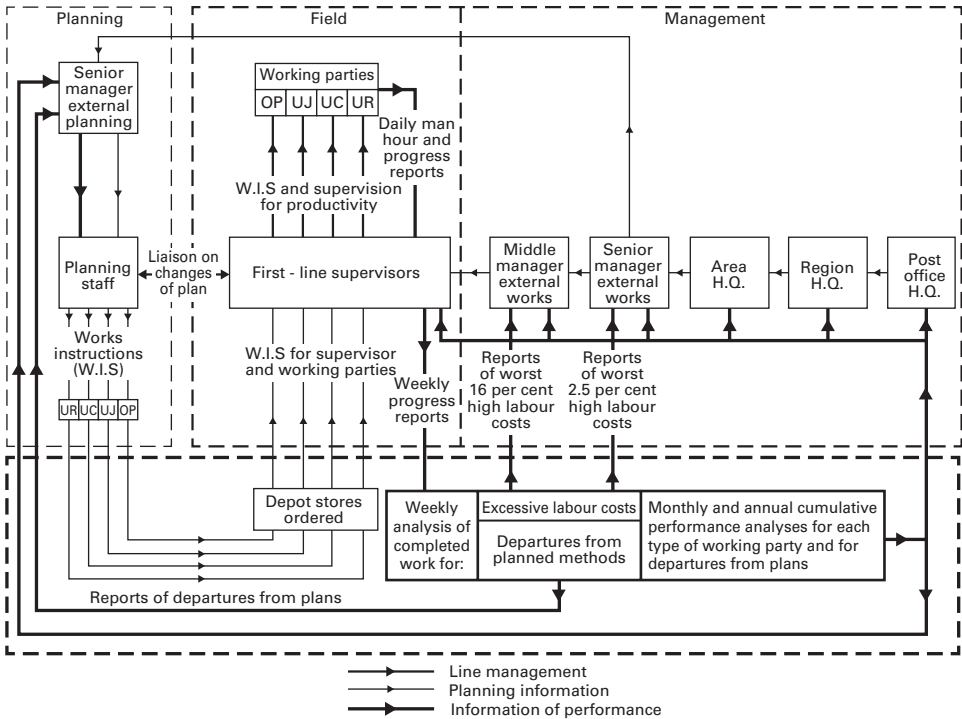 Planning
Field
Management
Senior
manager
external
planning
Working parties
OP UJ UC UR
Daily man
hour and
progress
reports
W.I.S and supervision
for productivity
Planning
staff
Liaison on
changes
of plan
First - line supervisors
Middle
manager
external
works
Senior
manager
external
works
Area
H.Q.
Region
H.Q.
Post
office
H.Q.
Works
instructions
(W.I.S)
W.I.S for supervisor
and working parties
Weekly
progress
reports
Reports
of worst
16 per cent
high labour
costs
Reports
of worst
2.5 per cent
high labour
costs
UR UC UJ OP
Depot stores
ordered
Weekly
analysis of
completed
work for:
Excessive labour costs
Departures from
planned methods
Monthly and annual cumulative
performance analyses for each
type of working party and for
departures from plans
Reports of departures from plans
Line management
Planning information
Information of performance